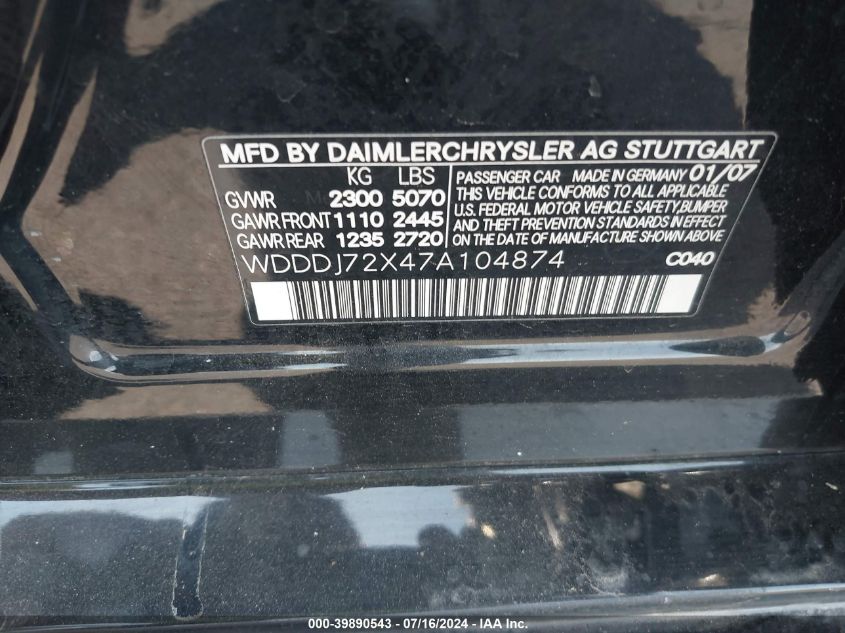 MFD BY DAIMLERCHRYSLER AG STUTTGART
KG LBS
GVWR 2300 5070
GAWR FRONT 1110 2445
GAWR REAR 1235 2720
PASSENGER CAR MADE IN GERMANY 01/07
THIS VEHICLE CONFORMS TO ALL APPLICABLE
U.S. FEDERAL MOTOR VEHICLE SAFETY, BUMPER
AND THEFT PREVENTION STANDARDS IN EFFECT
ON THE DATE OF MANUFACTURE SHOWN ABOVE
WDDDJ72X47A104874 C040
000-39890543 - 07/16/2024 - IAA Inc.